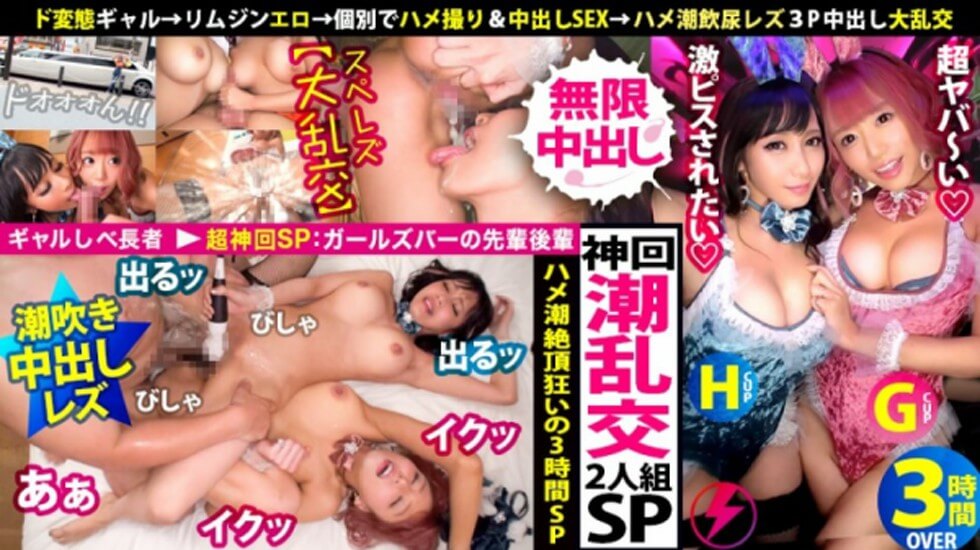 ド変態ギャル→リムジンエロ→個別でハメ撮り&中出しSEX→ハメ潮飲尿レズ3P中出し大乱交
ドォォォん!!
スペレズ
【大乱交】
無限
中出し
激ピスされたい♡
超ヤバ〜い♡
ギャルしべ長者 ▶ 超神回SP:ガールズバーの先輩後輩
潮吹き
中出し
レズ
出るッ
びしゃ
出るッ
びしゃ
イクッ
あぁ
イクッ
ハメ潮絶頂狂いの3時間SP
神回
潮乱交
2人組
SP
H CUP
G CUP
3時間
OVER